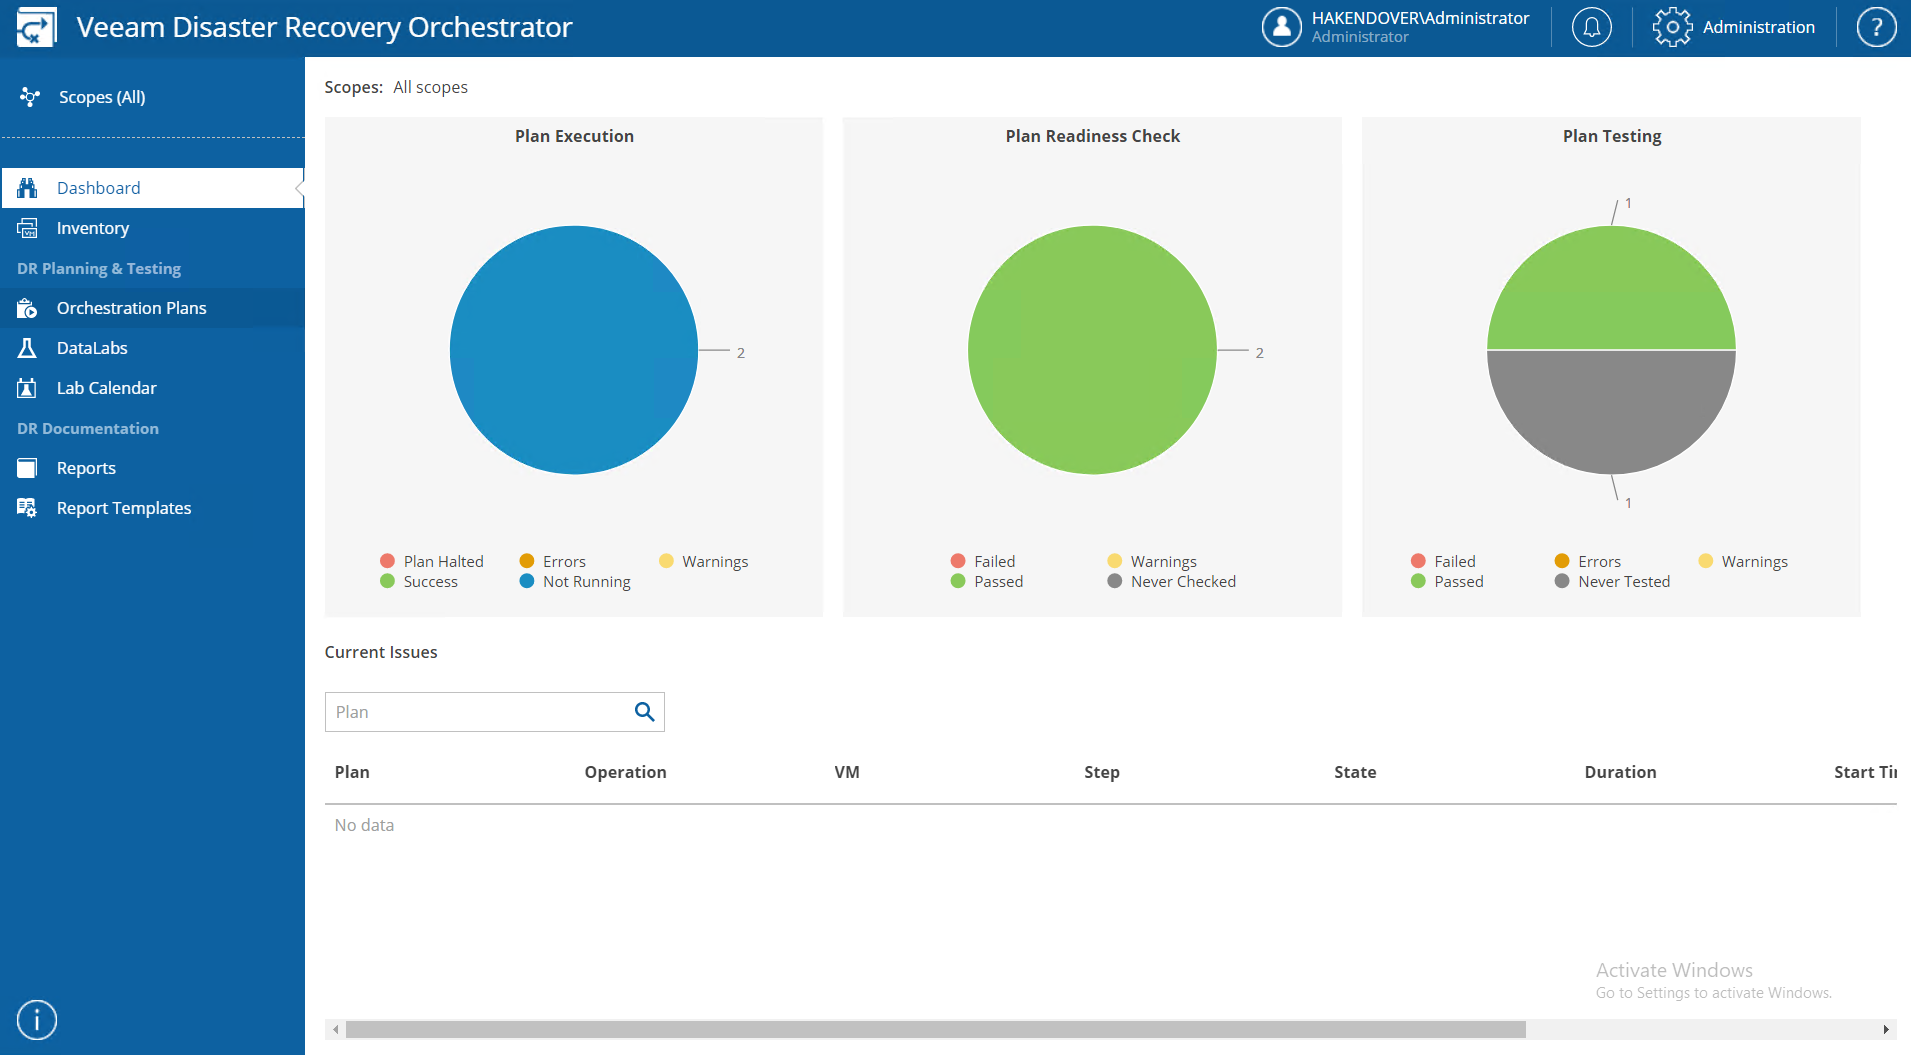 Veeam Disaster Recovery Orchestrator
HAKENDOVER\Administrator
Administrator
Administration
?
Scopes (All)
Dashboard
Inventory
DR Planning & Testing
Orchestration Plans
DataLabs
Lab Calendar
DR Documentation
Reports
Report Templates
i
Scopes: All scopes
Plan Execution
2
Plan Halted Errors Warnings
Success Not Running
Plan Readiness Check
2
Failed Warnings
Passed Never Checked
Plan Testing
1
1
Failed Errors Warnings
Passed Never Tested
Current Issues
Plan
Plan Operation VM Step State Duration Start Ti
No data
Activate Windows
Go to Settings to activate Windows.